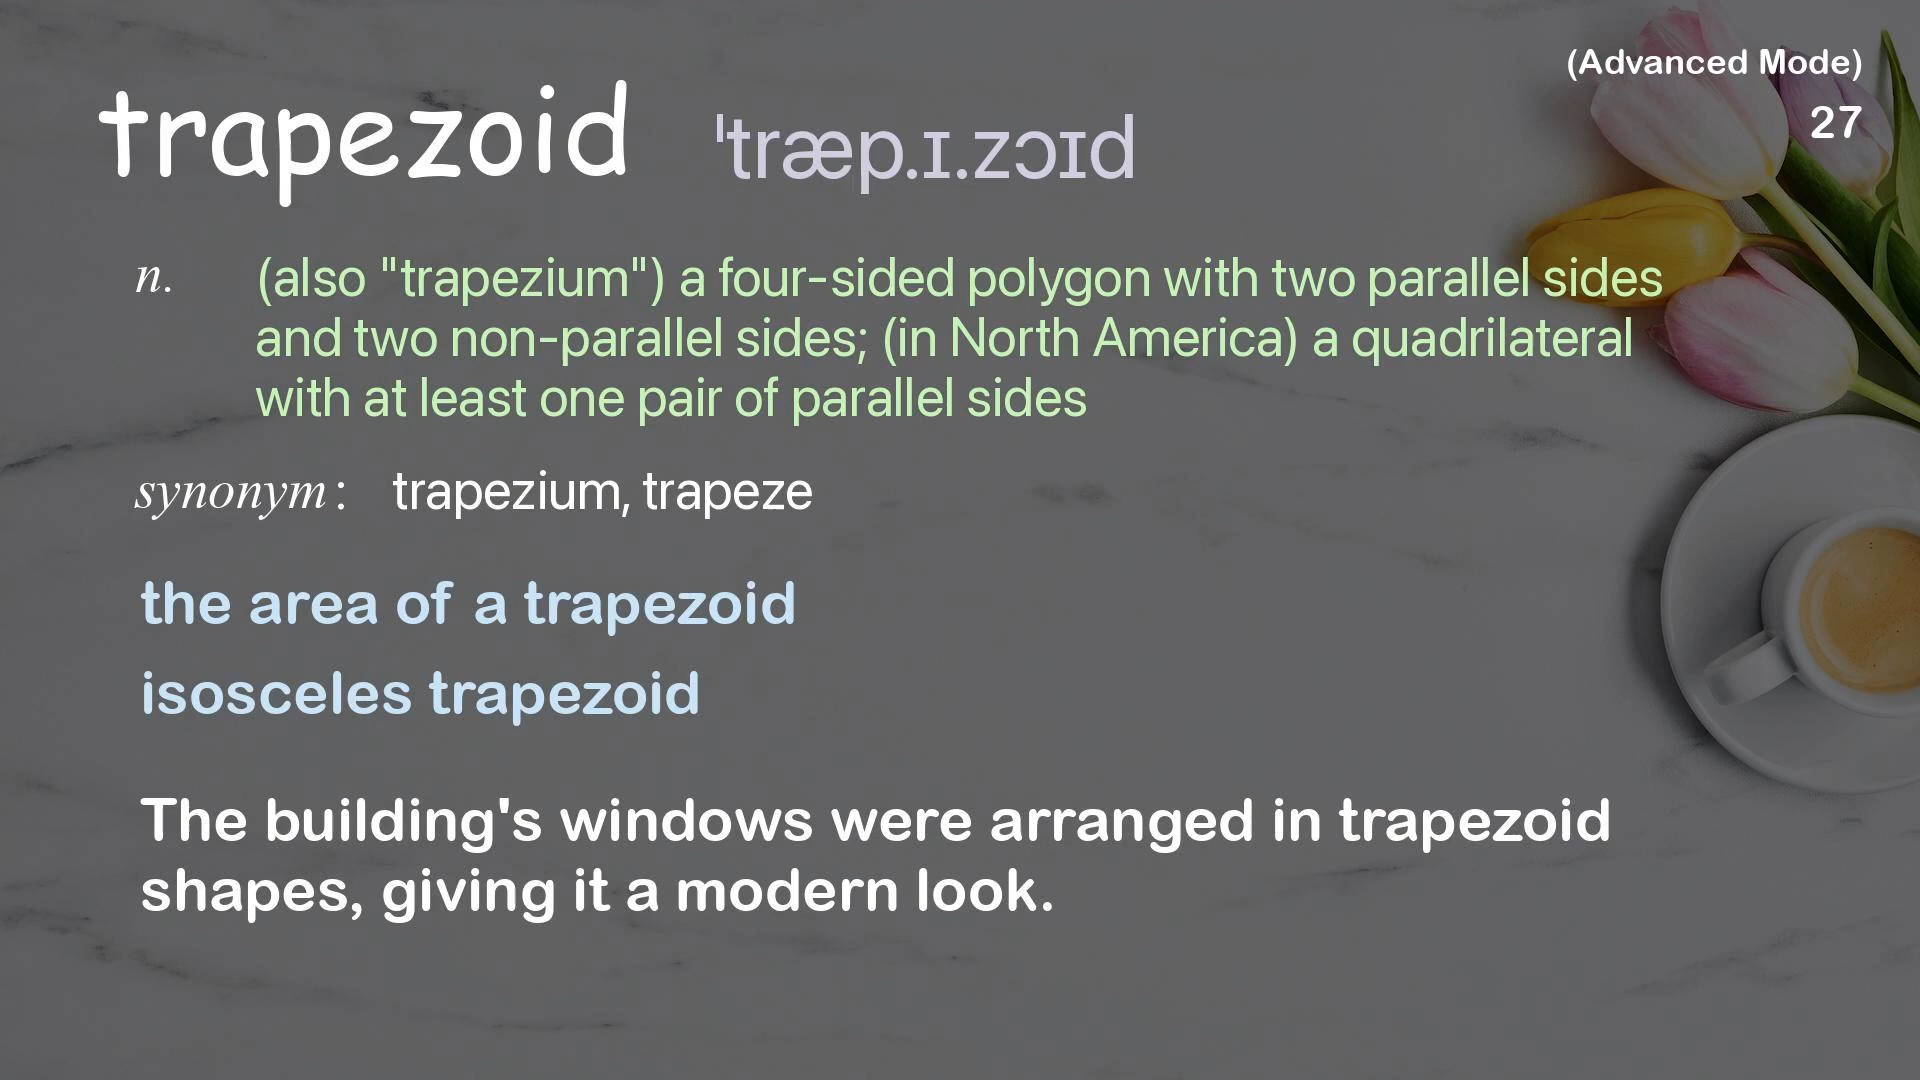 (Advanced Mode)
27
trapezoid ˈtræp.ɪ.zɔɪd
n. (also "trapezium") a four-sided polygon with two parallel sides
and two non-parallel sides; (in North America) a quadrilateral
with at least one pair of parallel sides
synonym: trapezium, trapeze
the area of a trapezoid
isosceles trapezoid
The building's windows were arranged in trapezoid
shapes, giving it a modern look.